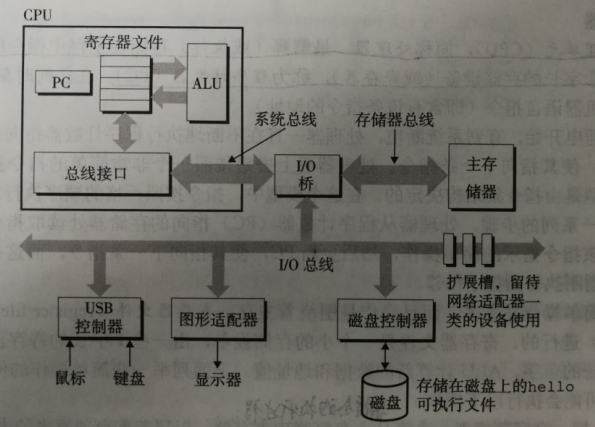 CPU
寄存器文件
PC
ALU
系统总线
存储器总线
总线接口
I/O
桥
主存
储器
I/O 总线
扩展槽,留待
网络适配器一
类的设备使用
USB
控制器
图形适配器
磁盘控制器
鼠标
键盘
显示器
磁盘
存储在磁盘上的hello
可执行文件